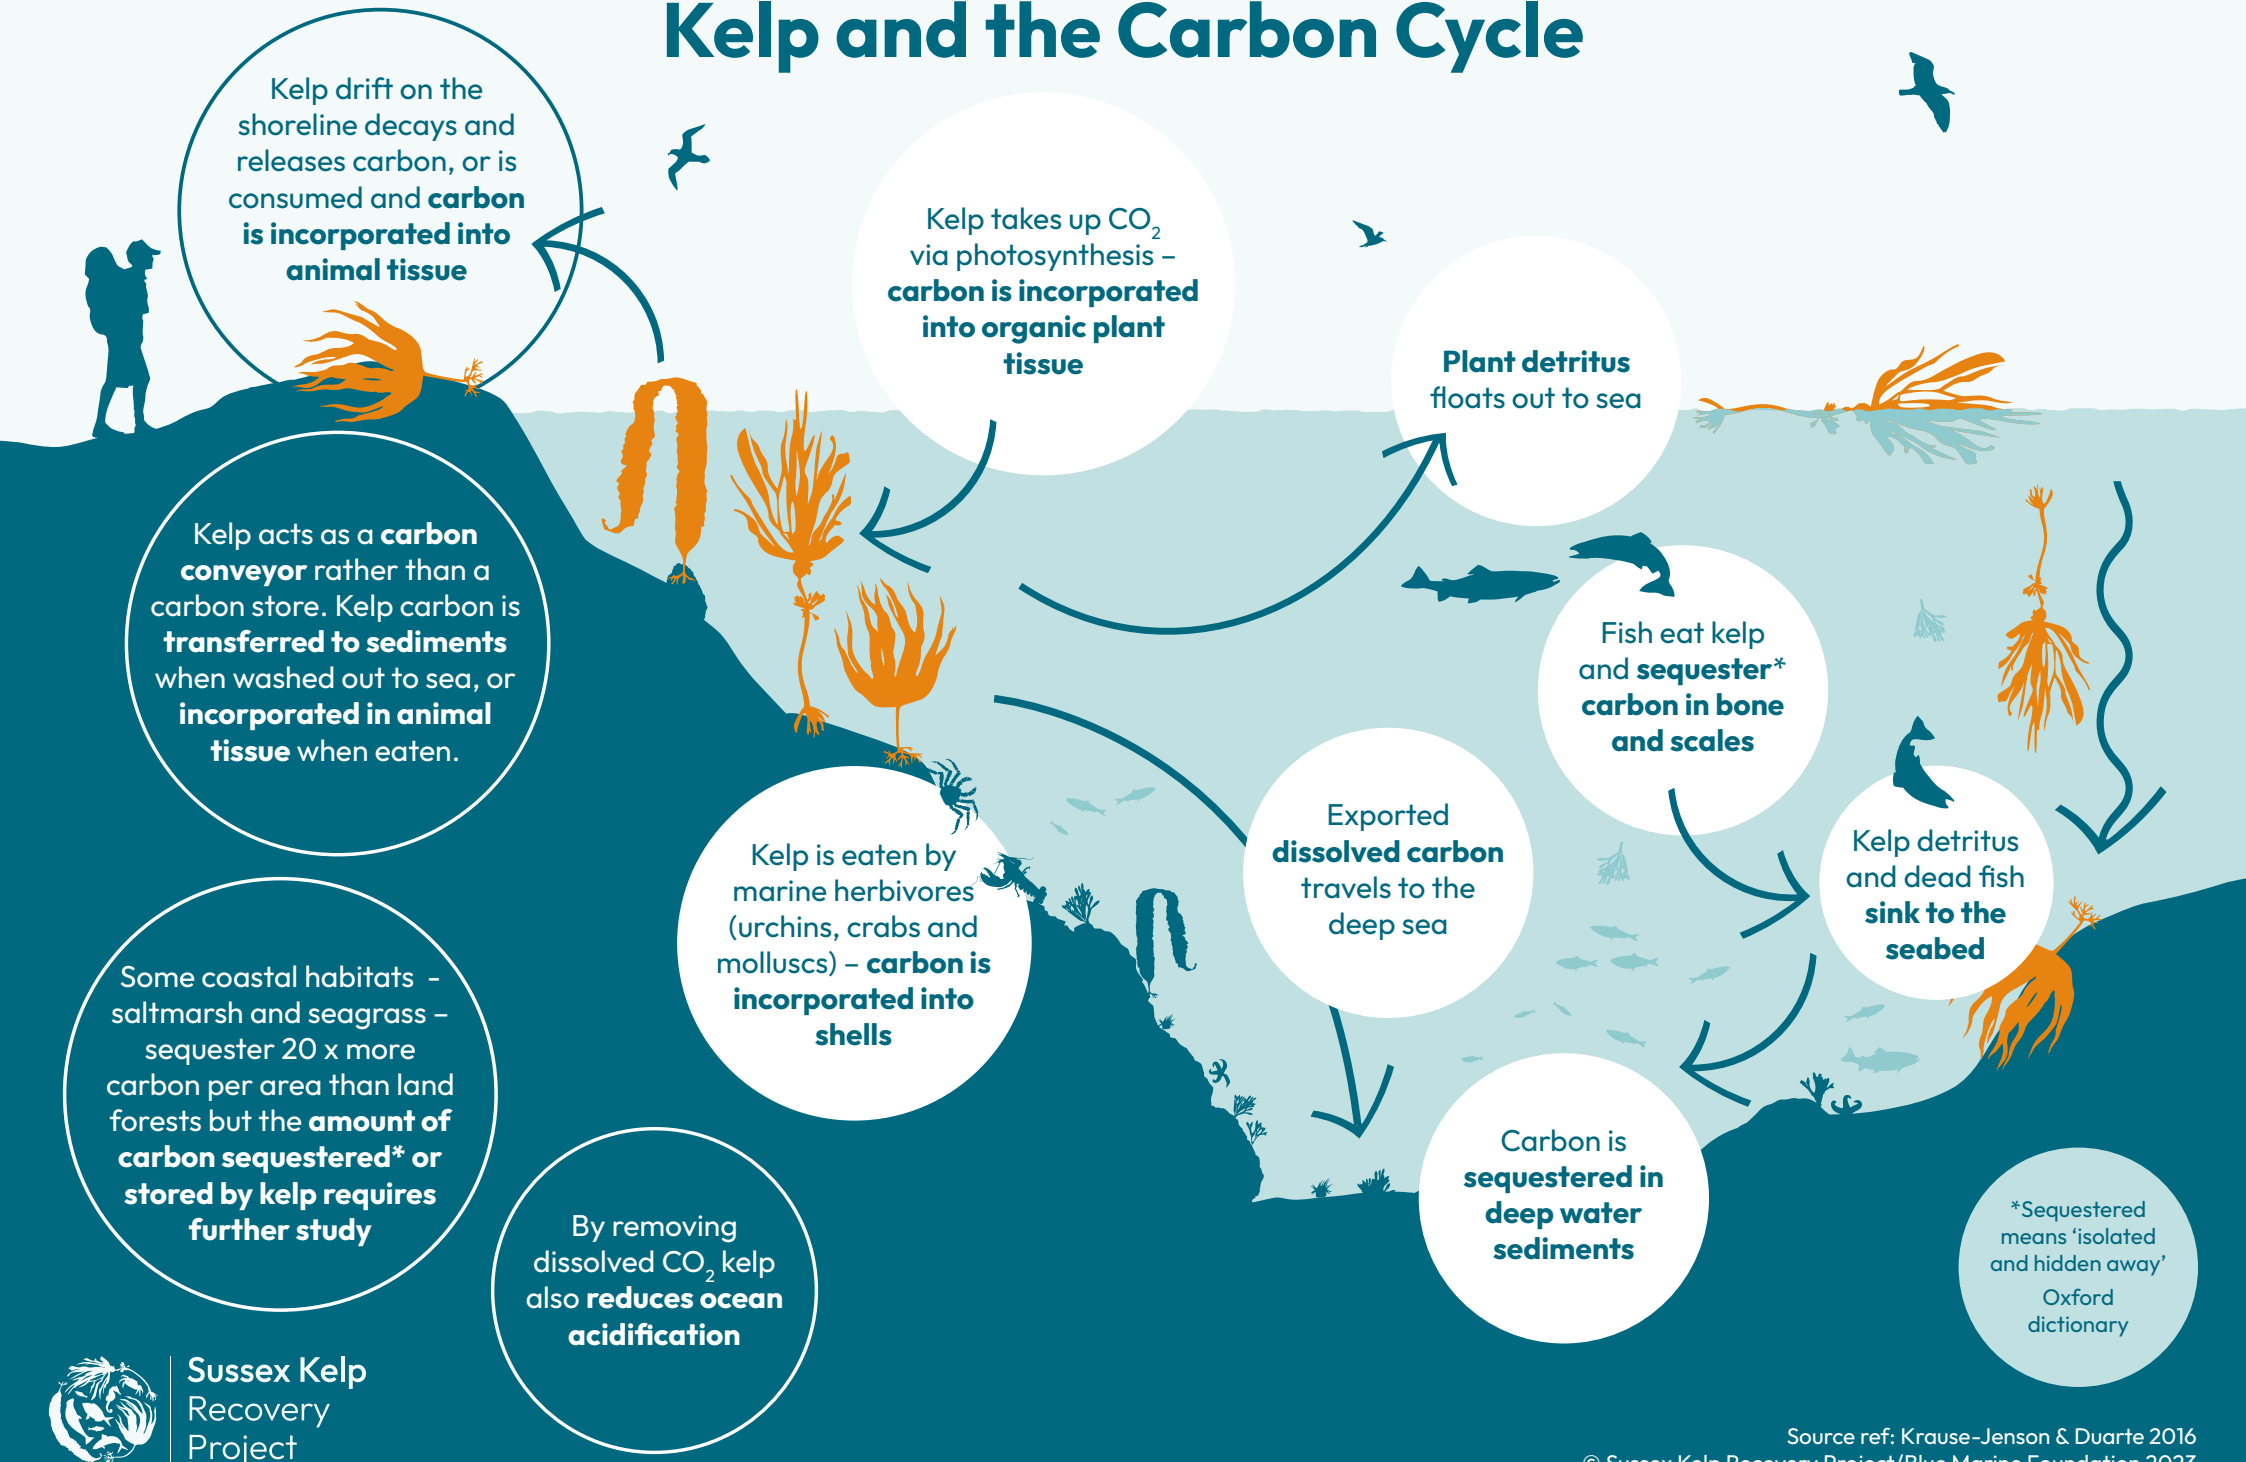 Kelp and the Carbon Cycle
Kelp drift on the
shoreline decays and
releases carbon, or is
consumed and carbon
is incorporated into
animal tissue
Kelp takes up CO₂
via photosynthesis –
carbon is incorporated
into organic plant
tissue
Plant detritus
floats out to sea
Kelp acts as a carbon
conveyor rather than a
carbon store. Kelp carbon is
transferred to sediments
when washed out to sea, or
incorporated in animal
tissue when eaten.
Fish eat kelp
and sequester*
carbon in bone
and scales
Kelp is eaten by
marine herbivores
(urchins, crabs and
molluscs) – carbon is
incorporated into
shells
Exported
dissolved carbon
travels to the
deep sea
Kelp detritus
and dead fish
sink to the
seabed
Some coastal habitats -
saltmarsh and seagrass –
sequester 20 x more
carbon per area than land
forests but the amount of
carbon sequestered* or
stored by kelp requires
further study
By removing
dissolved CO₂ kelp
also reduces ocean
acidification
Carbon is
sequestered in
deep water
sediments
*Sequestered
means ‘isolated
and hidden away’
Oxford
dictionary
Sussex Kelp
Recovery
Project
Source ref: Krause-Jenson & Duarte 2016
© Sussex Kelp Recovery Project/Blue Marine Foundation 2023